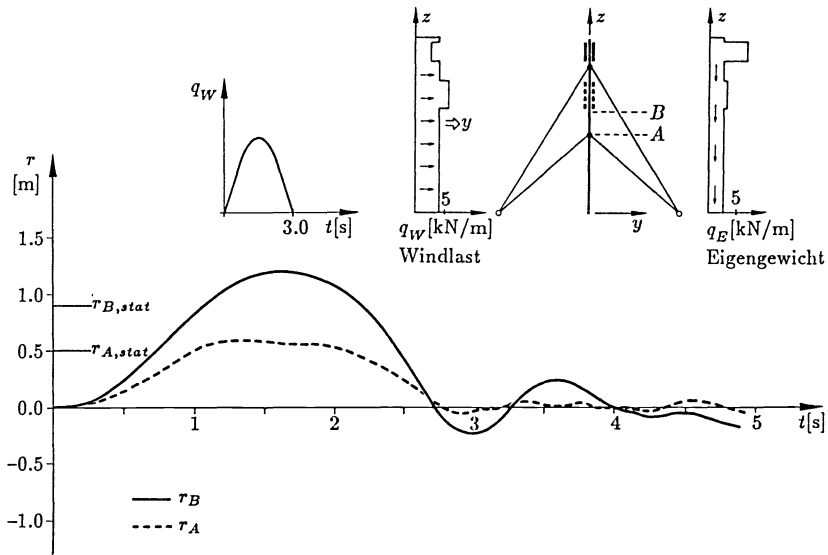 z
z
z
q_W
B
⇒y
A
r
[m]
5
5
3.0 t[s]
q_W[kN/m]
y
q_E[kN/m]
Windlast
Eigengewicht
1.5
1.0
r_B,stat
0.5
r_A,stat
0.0
1 2 3 4 5 t[s]
−0.5
r_B
−1.0
r_A